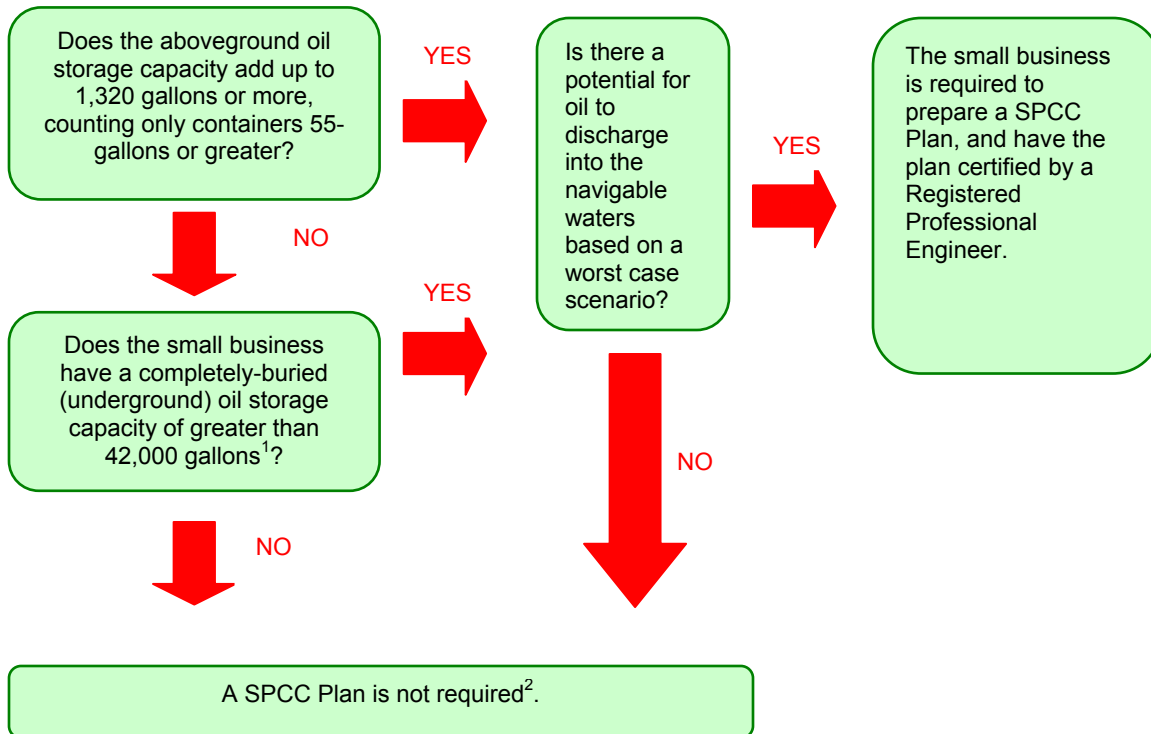 Does the aboveground oil
storage capacity add up to
1,320 gallons or more,
counting only containers 55-
gallons or greater?
YES
Is there a
potential for
oil to
discharge
into the
navigable
waters
based on a
worst case
scenario?
YES
The small business
is required to
prepare a SPCC
Plan, and have the
plan certified by a
Registered
Professional
Engineer.
NO
YES
Does the small business
have a completely-buried
(underground) oil storage
capacity of greater than
42,000 gallons¹?
NO
NO
A SPCC Plan is not required².